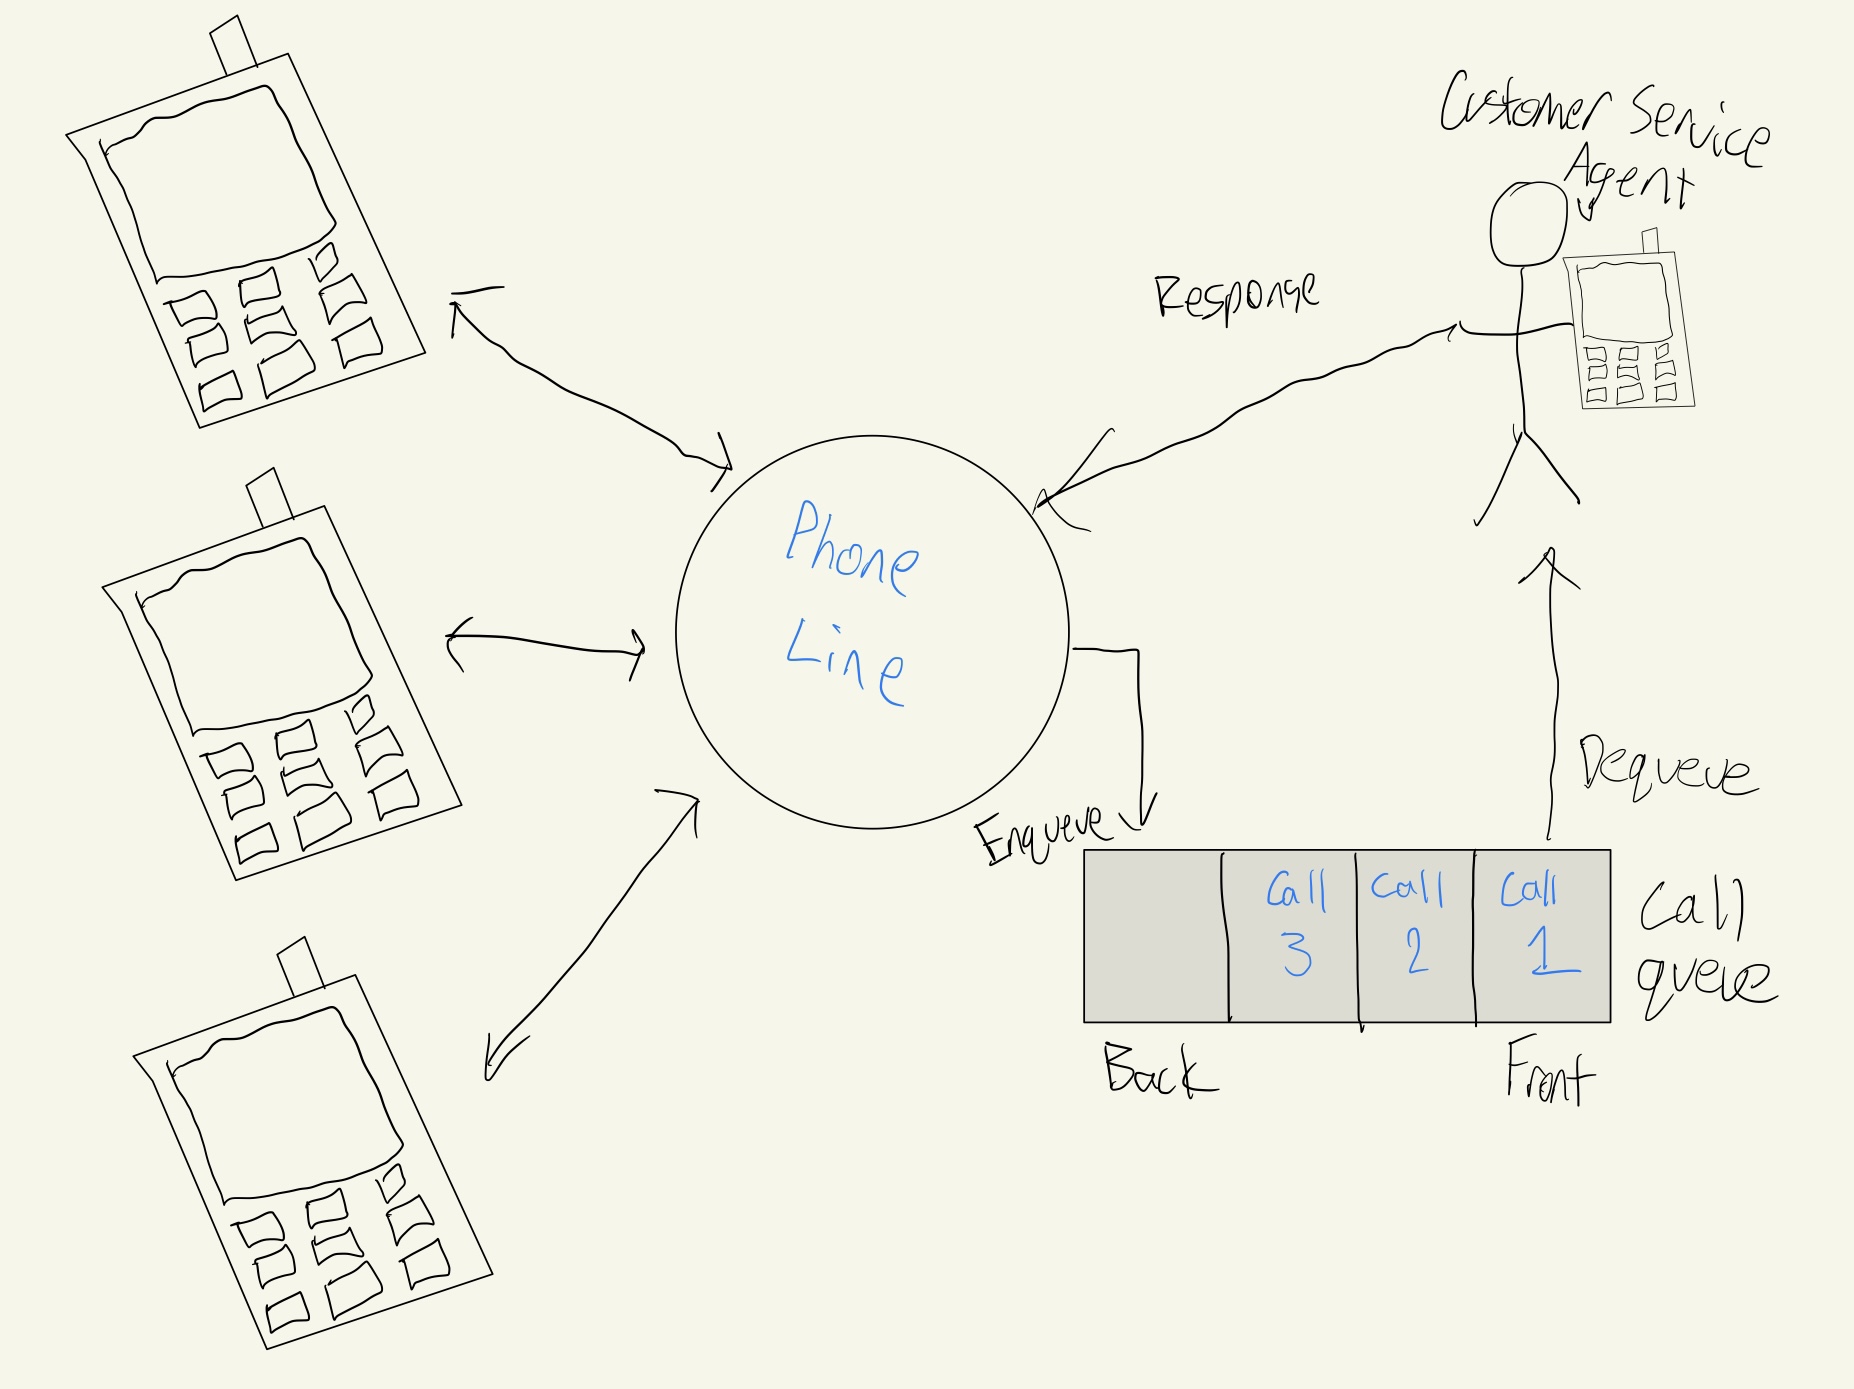 Customer Service
Agent
Response
Phone
Line
Enqueue
Dequeue
Call
3
Call
2
Call
1
Call
queue
Back
Front